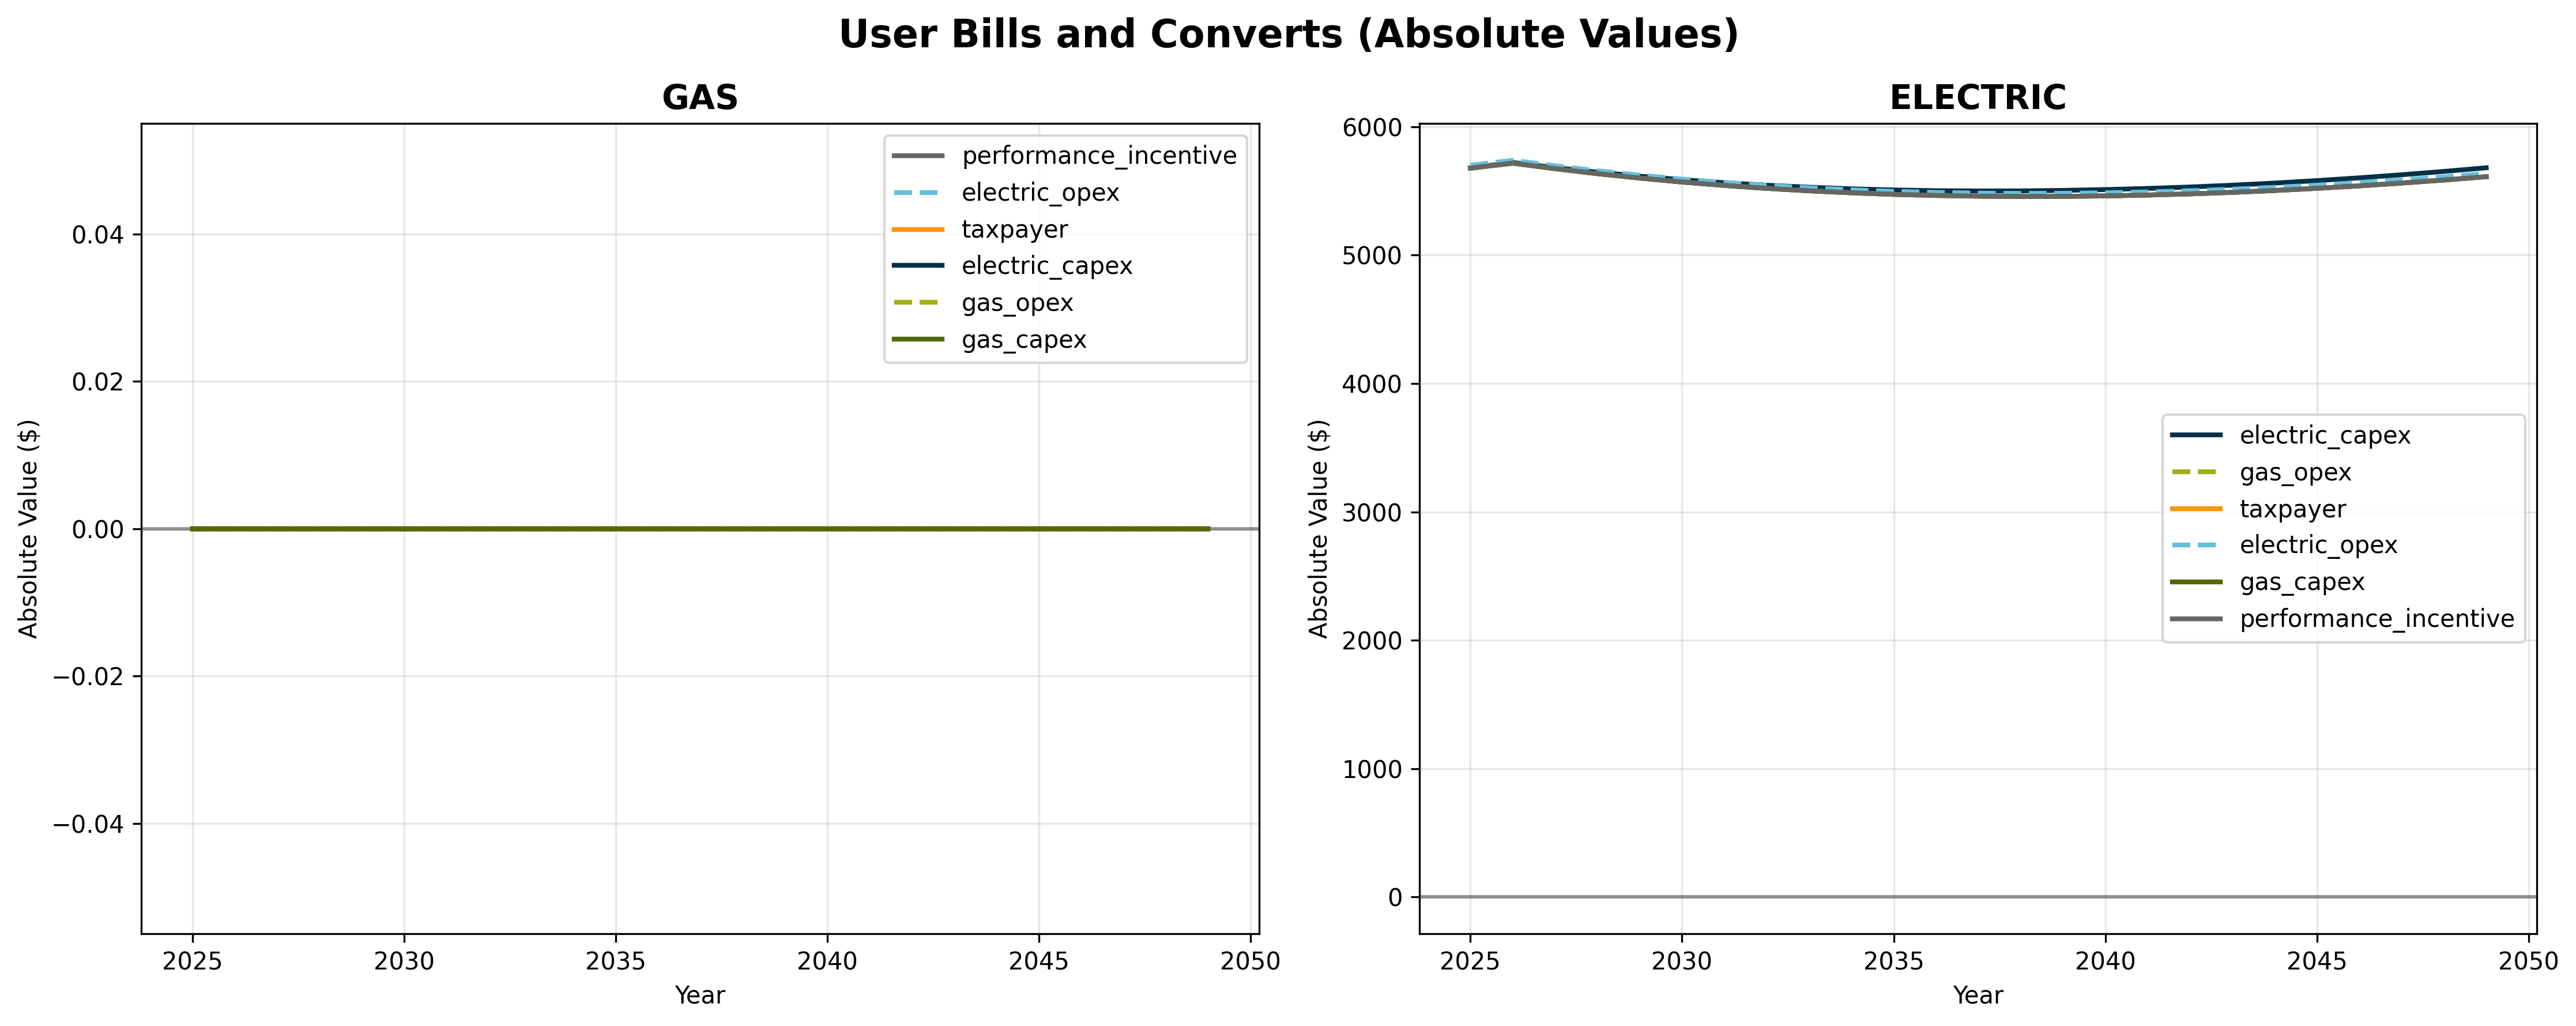 User Bills and Converts (Absolute Values)
GAS
Absolute Value ($)
0.04
0.02
0.00
−0.02
−0.04
performance_incentive
electric_opex
taxpayer
electric_capex
gas_opex
gas_capex
2025 2030 2035 2040 2045 2050
Year
ELECTRIC
Absolute Value ($)
6000
5000
4000
3000
2000
1000
0
electric_capex
gas_opex
taxpayer
electric_opex
gas_capex
performance_incentive
2025 2030 2035 2040 2045 2050
Year